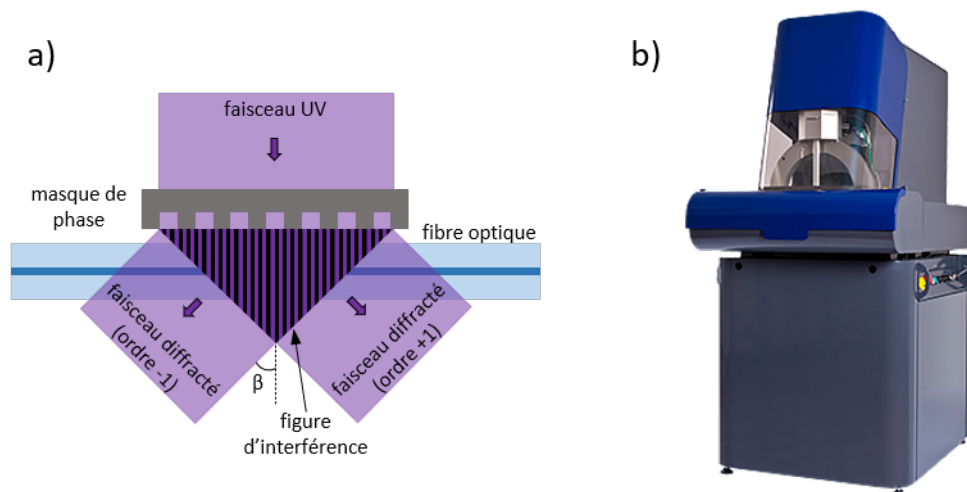 a)
b)
faisceau UV
masque de
phase
fibre optique
faisceau diffracté
(ordre -1)
faisceau diffracté
(ordre +1)
β
figure
d'interférence